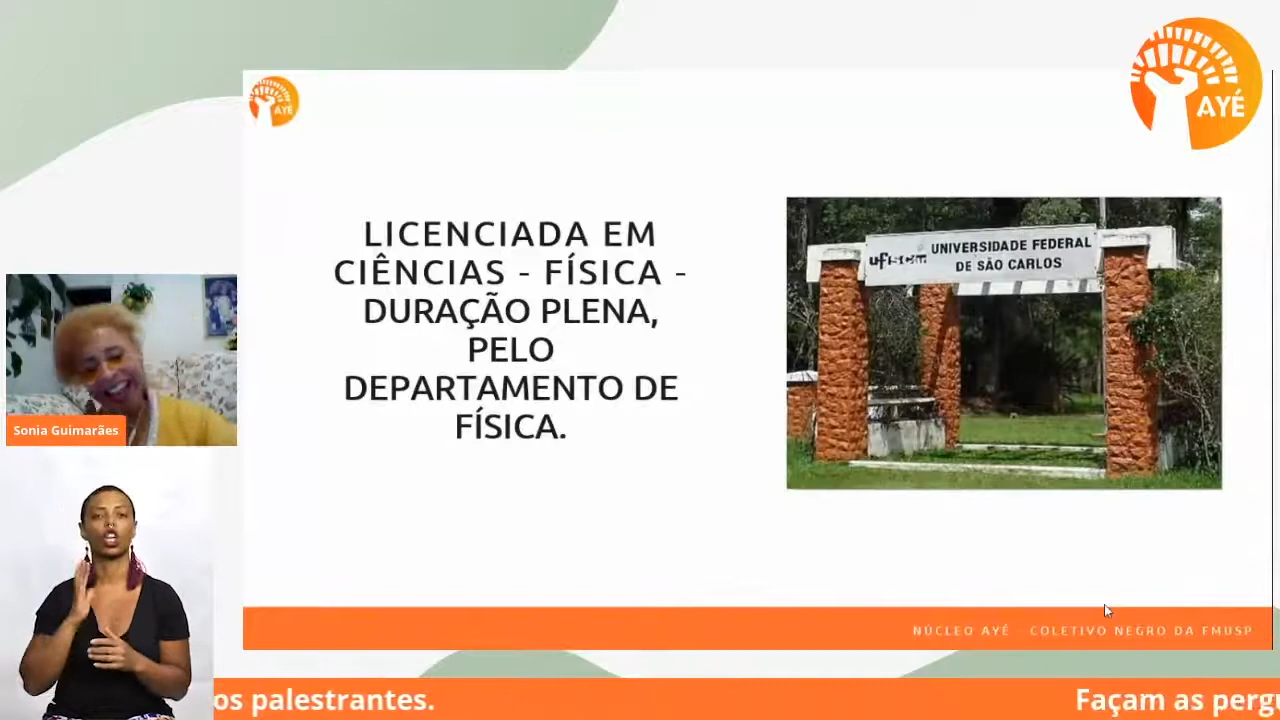 AYÉ
AYÉ
LICENCIADA EM
CIÊNCIAS - FÍSICA -
DURAÇÃO PLENA,
PELO
DEPARTAMENTO DE
FÍSICA.
UNIVERSIDADE FEDERAL
DE SÃO CARLOS
Sonia Guimarães
NÚCLEO AYÉ - COLETIVO NEGRO DA FMUSP
os palestrantes.
Façam as pergu